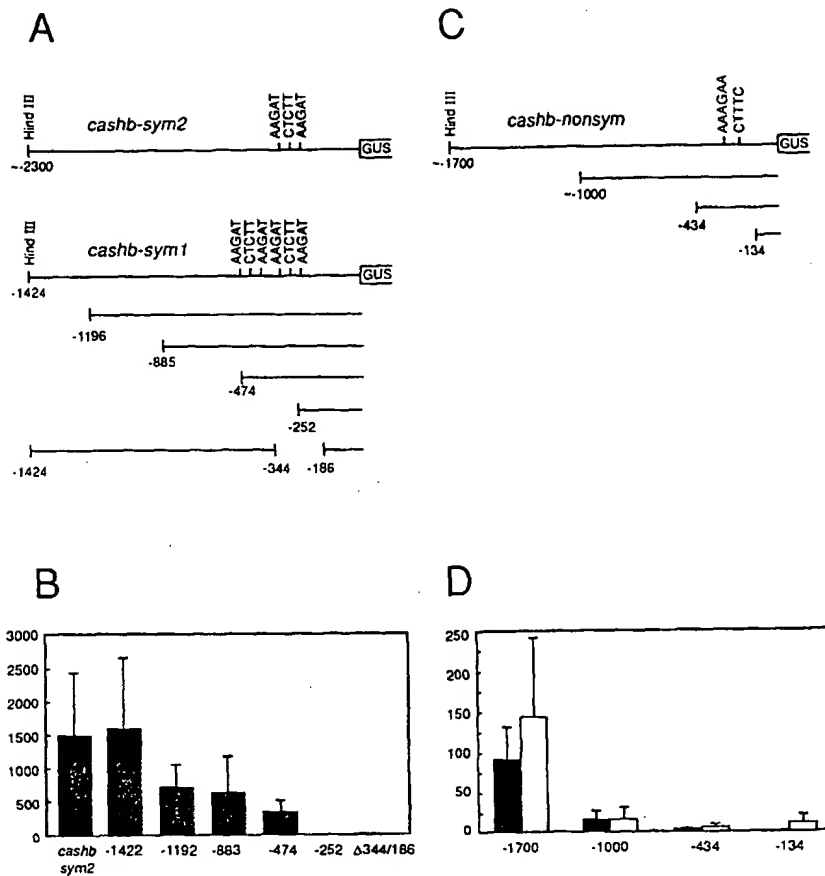 A
Hind III
cashb-sym2
AAGAT
CTCTT
AAGAT
GUS
~-2300
Hind III
cashb-sym1
AAGAT
CTCTT
AAGAT
AAGAT
CTCTT
AAGAT
GUS
-1424
-1196
-885
-474
-252
-1424
-344
-186
C
Hind III
cashb-nonsym
AAAGAA
CTTTC
GUS
~-1700
~-1000
-434
-134
B
3000
2500
2000
1500
1000
500
0
cashb sym2
-1422
-1192
-883
-474
-252
Δ344/186
D
250
150
100
50
0
-1700
-1000
-434
-134